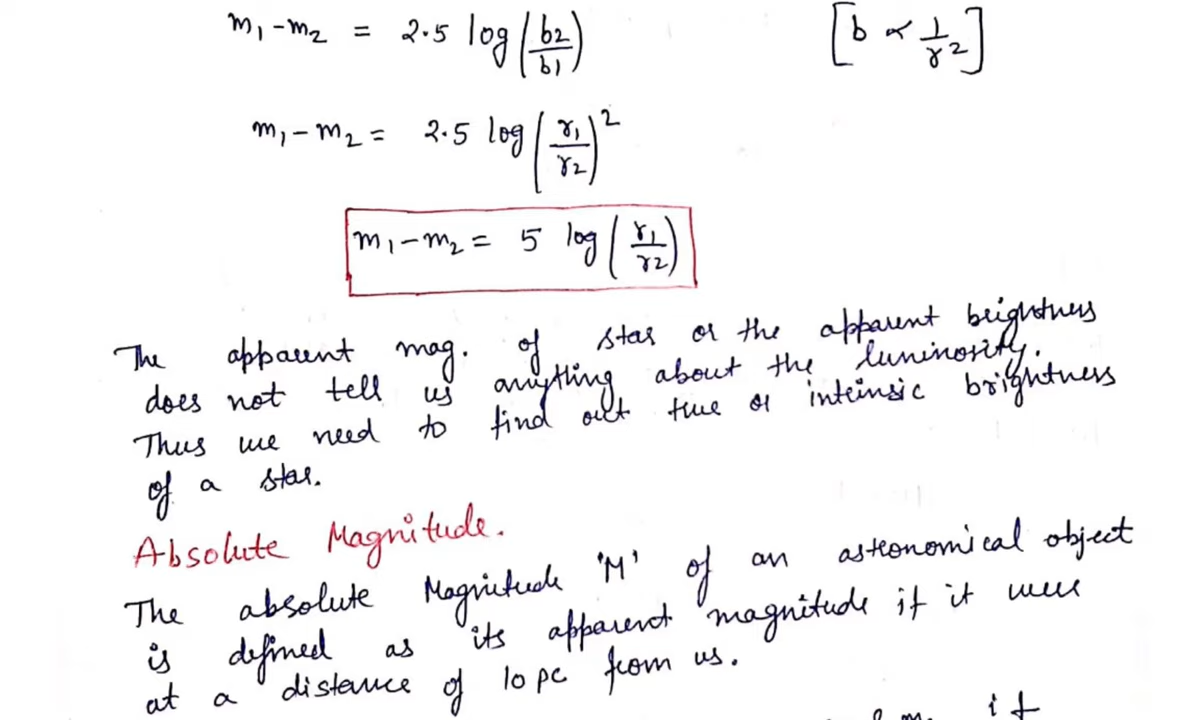 m₁-m₂ = 2.5 log(b₂/b₁) [b ∝ 1/r²]
m₁-m₂ = 2.5 log(r₁/r₂)²
m₁-m₂ = 5 log(r₁/r₂)
The apparent mag. of star or the apparent brightness
does not tell us anything about the luminosity.
Thus we need to find out true or intrinsic brightness
of a star.
Absolute Magnitude.
The absolute Magnitude 'M' of an astronomical object
is defined as its apparent magnitude if it were
at a distance of 10 pc from us.
if